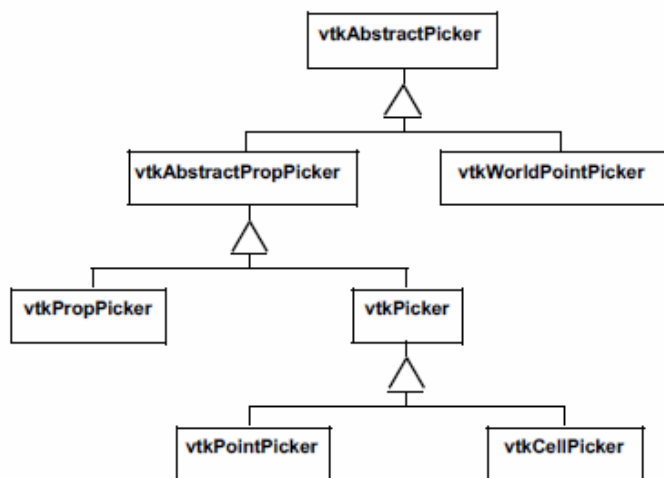 vtkAbstractPicker
vtkAbstractPropPicker
vtkWorldPointPicker
vtkPropPicker
vtkPicker
vtkPointPicker
vtkCellPicker